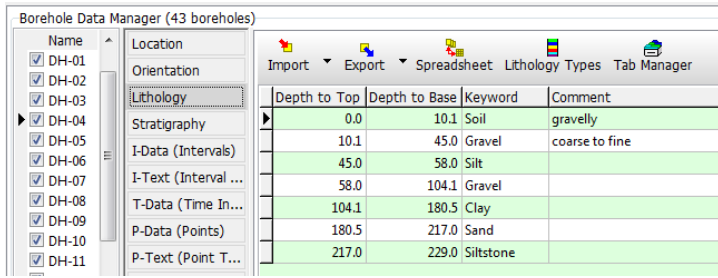 Borehole Data Manager (43 boreholes)
Name
DH-01
DH-02
DH-03
DH-04
DH-05
DH-06
DH-07
DH-08
DH-09
DH-10
DH-11
Location
Orientation
Lithology
Stratigraphy
I-Data (Intervals)
I-Text (Interval ...
T-Data (Time In...
P-Data (Points)
P-Text (Point T...
Import Export Spreadsheet Lithology Types Tab Manager
Depth to Top Depth to Base Keyword Comment
0.0 10.1 Soil gravelly
10.1 45.0 Gravel coarse to fine
45.0 58.0 Silt
58.0 104.1 Gravel
104.1 180.5 Clay
180.5 217.0 Sand
217.0 229.0 Siltstone